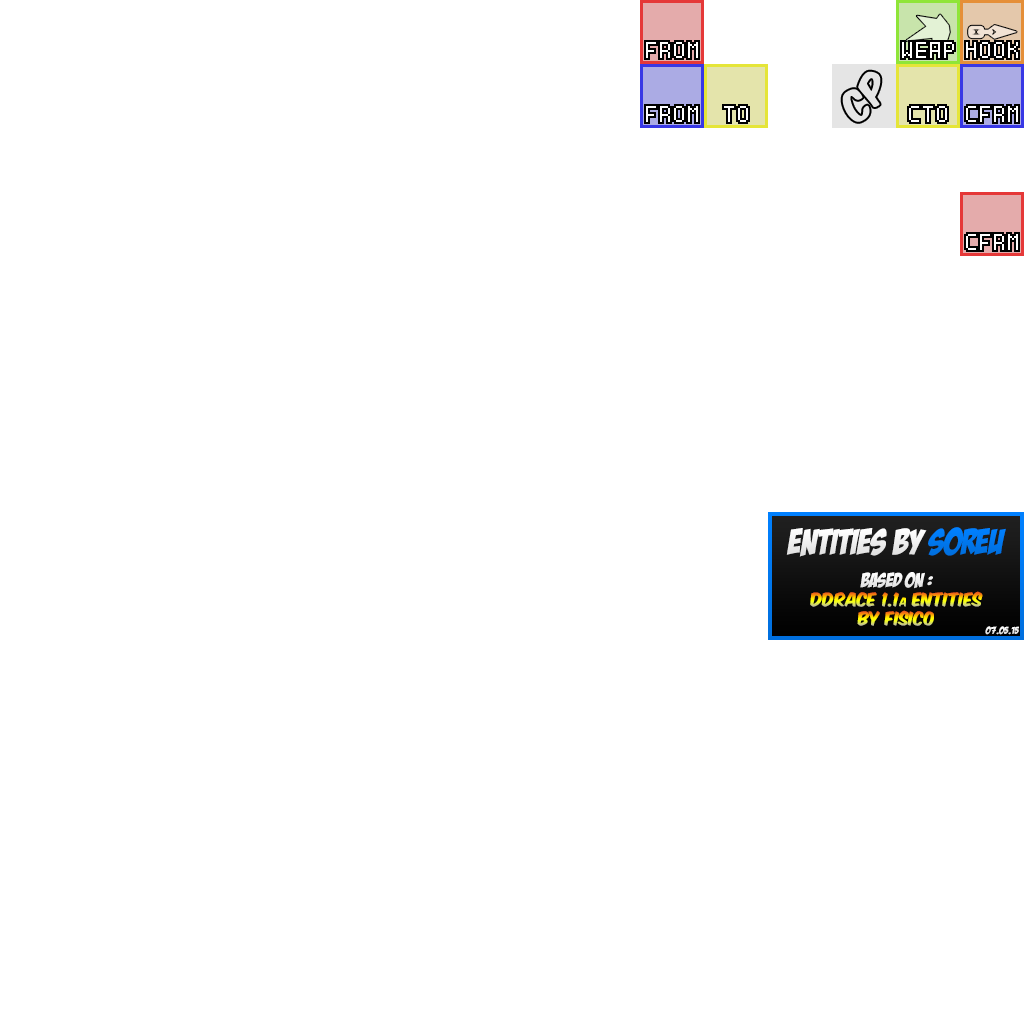 FROM
WEAP
HOOK
FROM
TO
CP
CTO
CFRM
CFRM
ENTITIES BY SOREU
BASED ON :
DDRACE 1.1A ENTITIES
BY FISICO
07.05.15